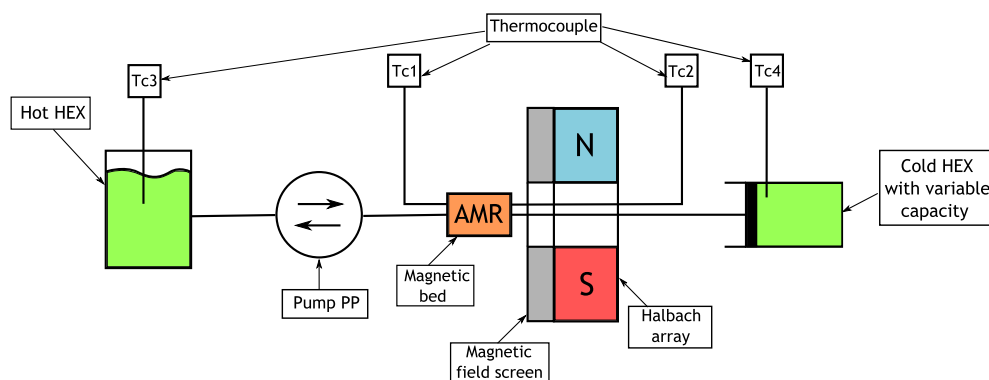 Thermocouple
Tc3
Tc1
Tc2
Tc4
Hot HEX
N
Cold HEX
with variable
capacity
AMR
Magnetic
bed
S
Pump PP
Halbach
array
Magnetic
field screen